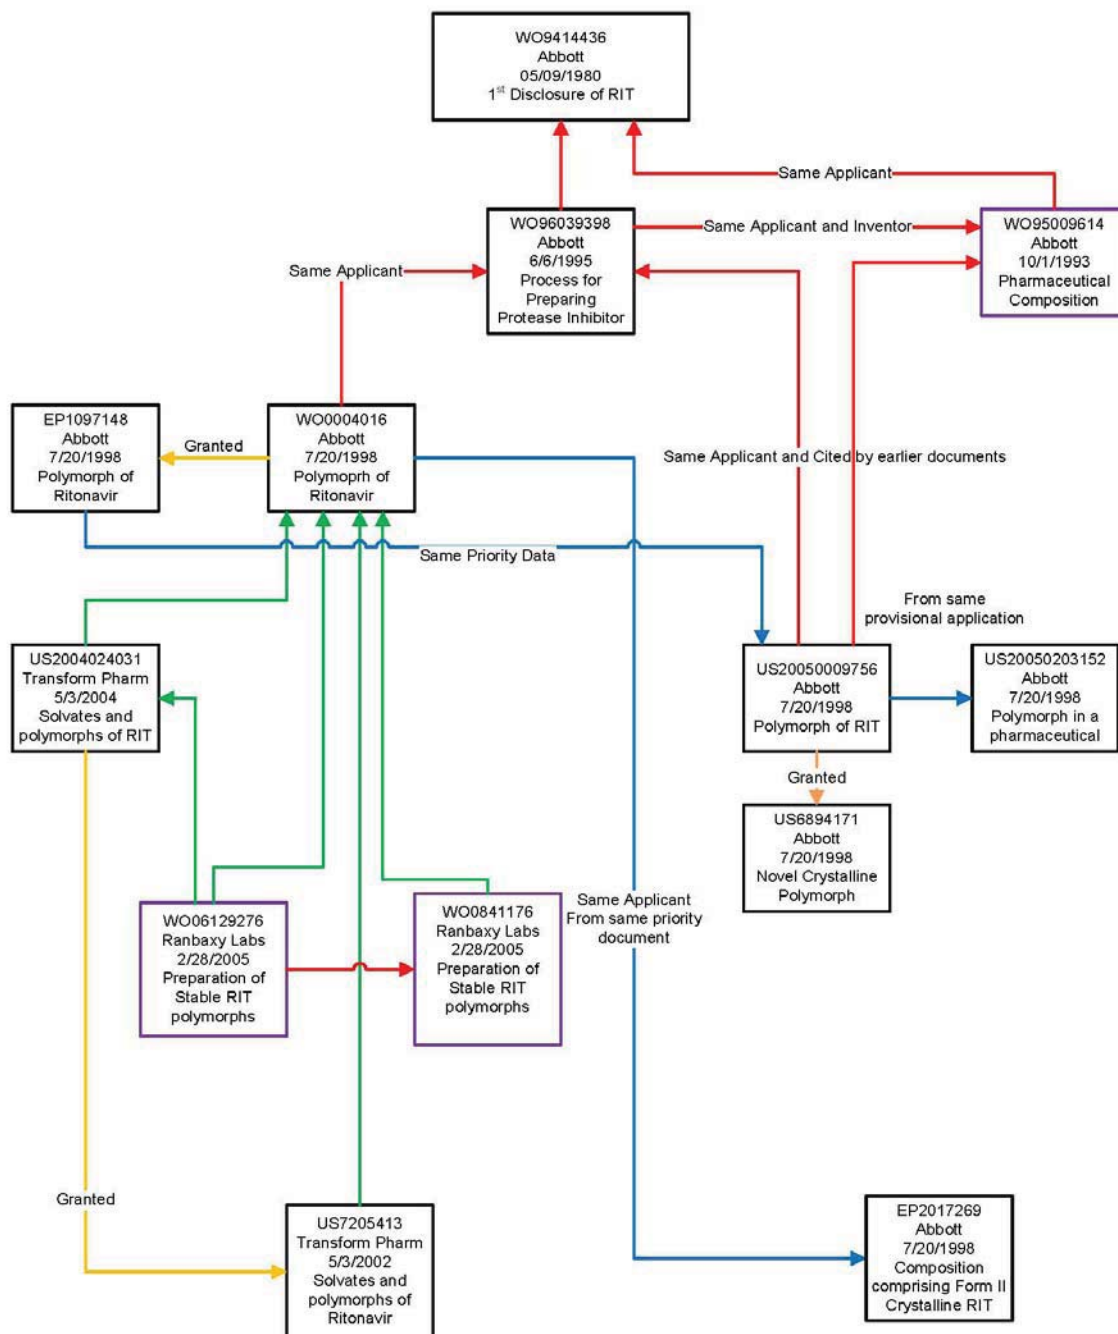 WO9414436
Abbott
05/09/1980
1st Disclosure of RIT
Same Applicant
WO96039398
Abbott
6/6/1995
Process for
Preparing
Protease Inhibitor
Same Applicant and Inventor
WO95009614
Abbott
10/1/1993
Pharmaceutical
Composition
Same Applicant
EP1097148
Abbott
7/20/1998
Polymorph of
Ritonavir
Granted
WO0004016
Abbott
7/20/1998
Polymoprh of
Ritonavir
Same Applicant and Cited by earlier documents
Same Priority Data
From same
provisional application
US2004024031
Transform Pharm
5/3/2004
Solvates and
polymorphs of RIT
US20050009756
Abbott
7/20/1998
Polymorph of RIT
US20050203152
Abbott
7/20/1998
Polymorph in a
pharmaceutical
Granted
US6894171
Abbott
7/20/1998
Novel Crystalline
Polymorph
WO06129276
Ranbaxy Labs
2/28/2005
Preparation of
Stable RIT
polymorphs
WO0841176
Ranbaxy Labs
2/28/2005
Preparation of
Stable RIT
polymorphs
Same Applicant
From same priority
document
Granted
US7205413
Transform Pharm
5/3/2002
Solvates and
polymorphs of
Ritonavir
EP2017269
Abbott
7/20/1998
Composition
comprising Form II
Crystalline RIT